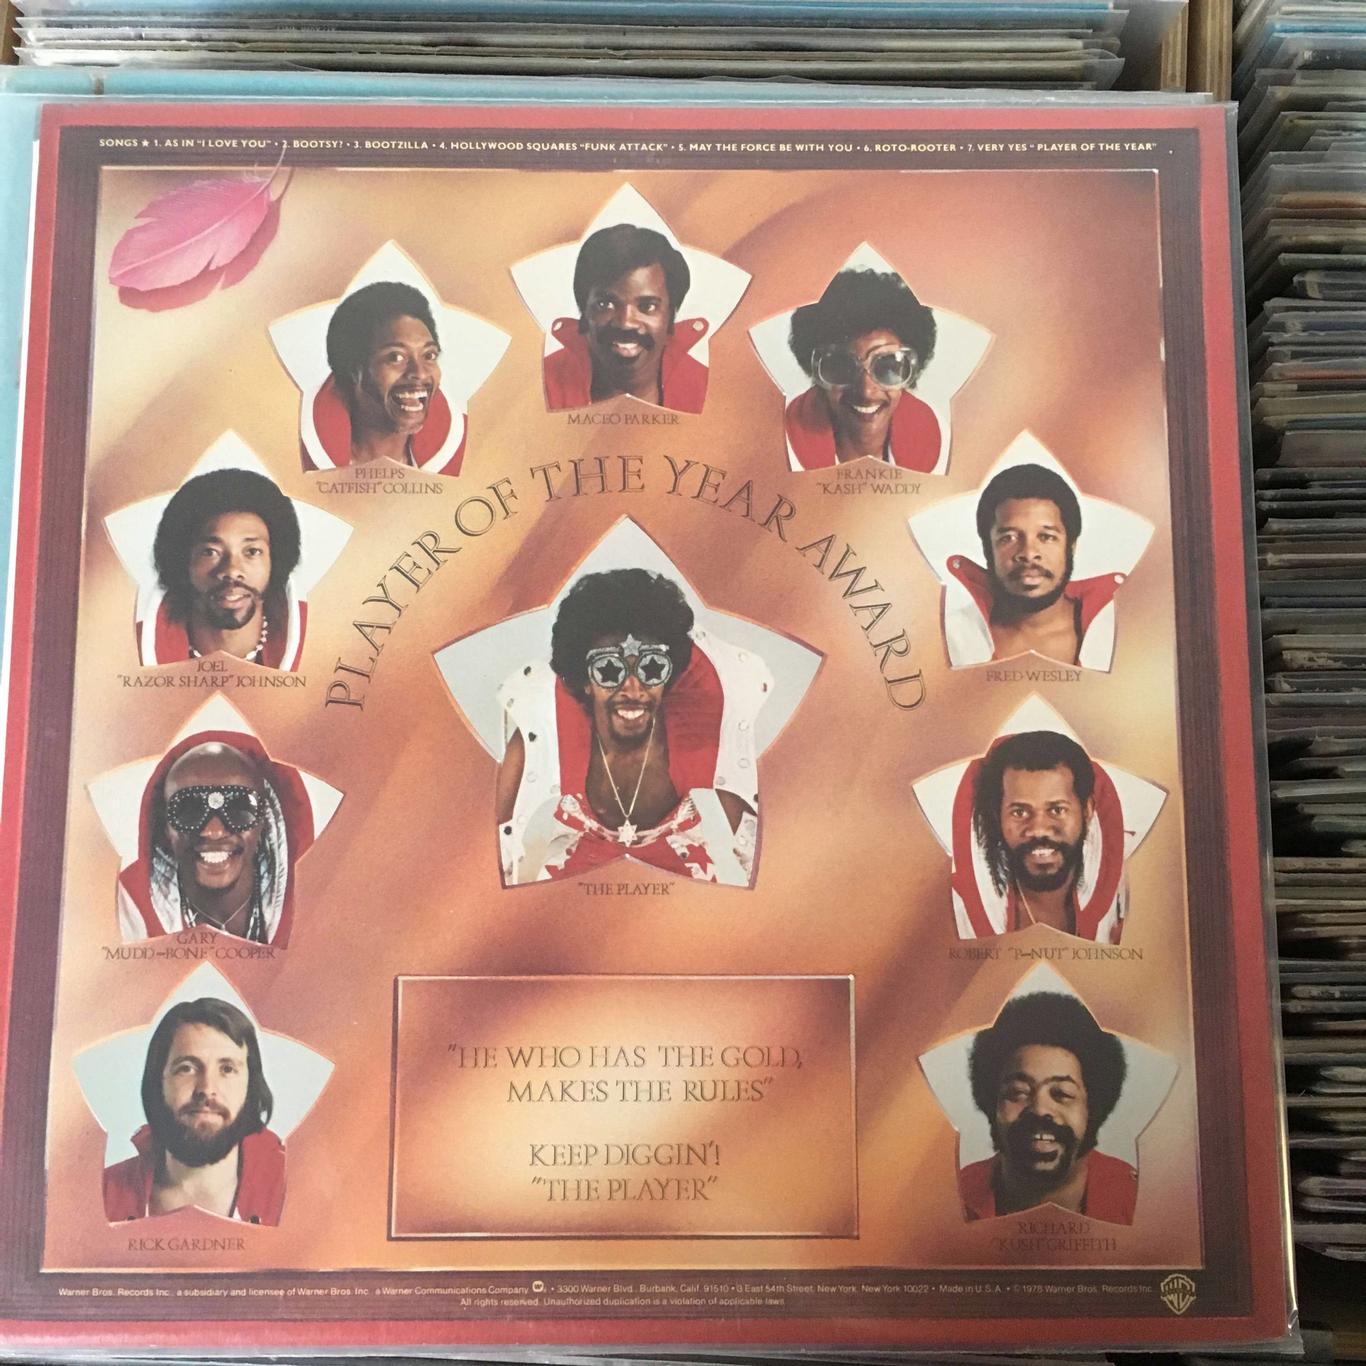 SONGS ★ 1. AS IN "I LOVE YOU" • 2. BOOTSY? • 3. BOOTZILLA • 4. HOLLYWOOD SQUARES "FUNK ATTACK" • 5. MAY THE FORCE BE WITH YOU • 6. ROTO-ROOTER • 7. VERY YES " PLAYER OF THE YEAR"
MACEO PARKER
PHELPS
"CATFISH" COLLINS
FRANKIE
"KASH" WADDY
PLAYER OF THE YEAR AWARD
JOEL
"RAZOR SHARP" JOHNSON
FRED WESLEY
"THE PLAYER"
GARY
"MUDD-BONE" COOPER
ROBERT "P-NUT" JOHNSON
"HE WHO HAS THE GOLD,
MAKES THE RULES"
KEEP DIGGIN'!
"THE PLAYER"
RICK GARDNER
RICHARD
"KUSH" GRIFFITH
Warner Bros. Records Inc., a subsidiary and licensee of Warner Bros. Inc. a Warner Communications Company • 3300 Warner Blvd., Burbank, Calif. 91510 • 3 East 54th Street, New York, New York 10022 • Made in U.S.A. • © 1978 Warner Bros. Records Inc.
All rights reserved. Unauthorized duplication is a violation of applicable laws.